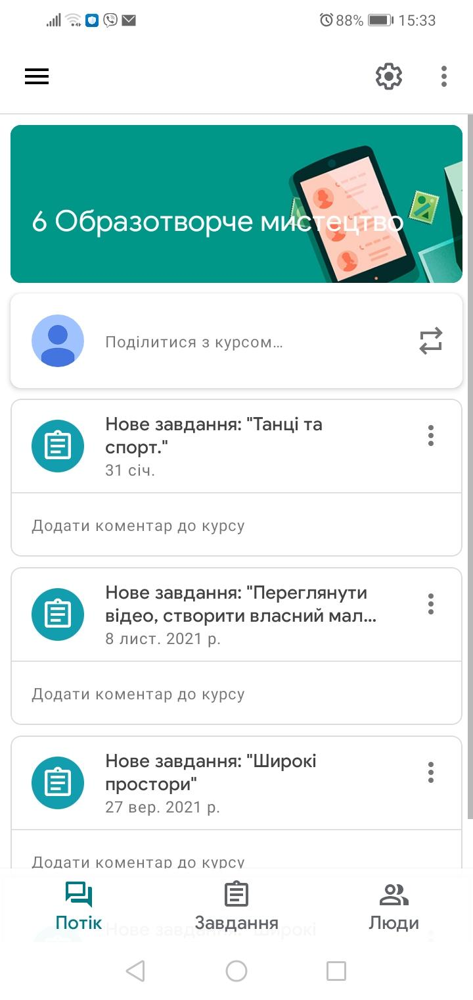 88% 15:33
6 Образотворче мистецтво
Поділитися з курсом…
Нове завдання: "Танці та
спорт."
31 січ.
Додати коментар до курсу
Нове завдання: "Переглянути
відео, створити власний мал...
8 лист. 2021 р.
Додати коментар до курсу
Нове завдання: "Широкі
простори"
27 вер. 2021 р.
Додати коментар до курсу
Нове завдання: "Широкі
Потік Завдання Люди